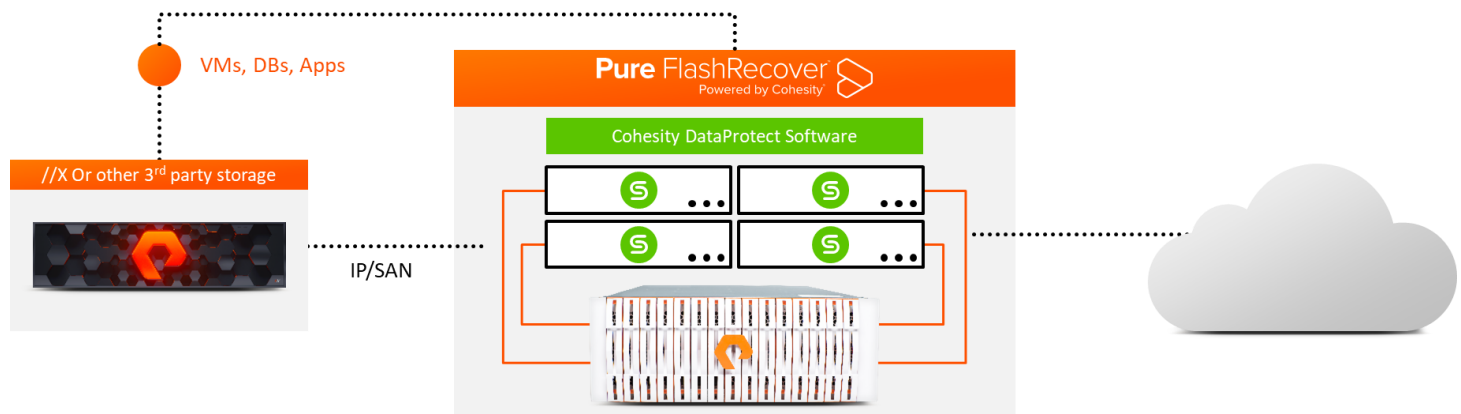 VMs, DBs, Apps
Pure FlashRecover
Powered by Cohesity
Cohesity DataProtect Software
//X Or other 3rd party storage
IP/SAN